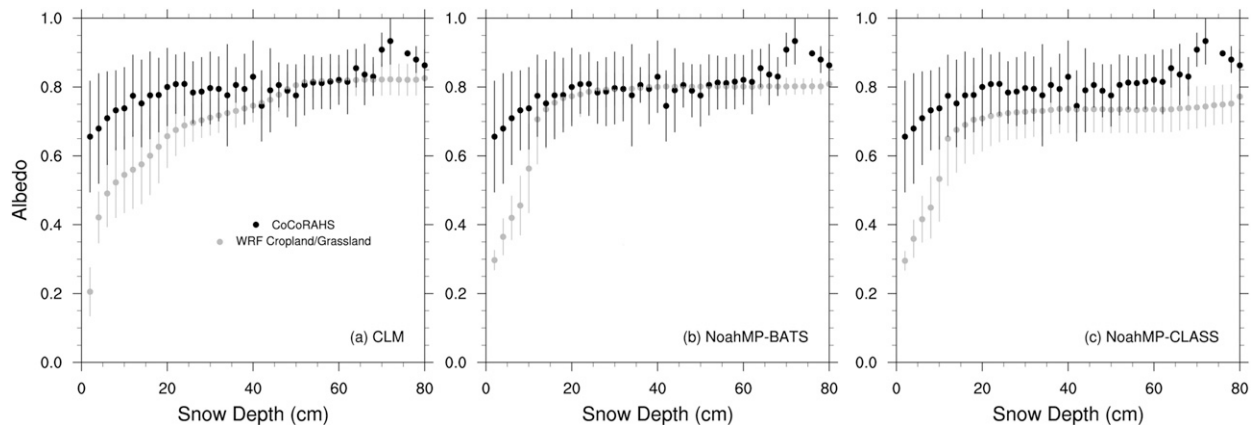 1.0
0.8
0.6
0.4
0.2
0.0
Albedo
CoCoRAHS
WRF Cropland/Grassland
(a) CLM
0 20 40 60 80
Snow Depth (cm)
1.0
0.8
0.6
0.4
0.2
0.0
(b) NoahMP-BATS
0 20 40 60 80
Snow Depth (cm)
1.0
0.8
0.6
0.4
0.2
0.0
(c) NoahMP-CLASS
0 20 40 60 80
Snow Depth (cm)